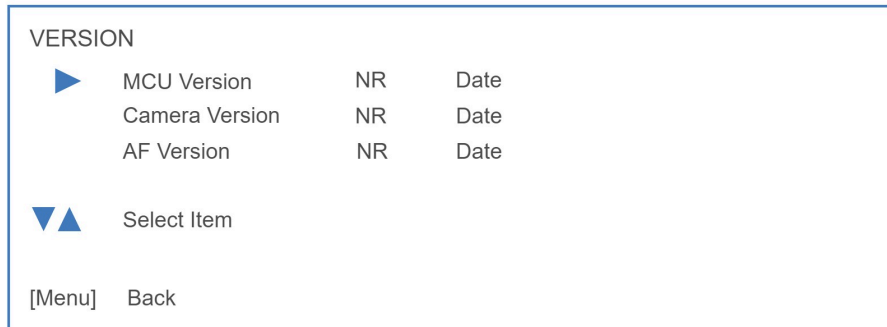 VERSION
MCU Version NR Date
Camera Version NR Date
AF Version NR Date
Select Item
[Menu] Back